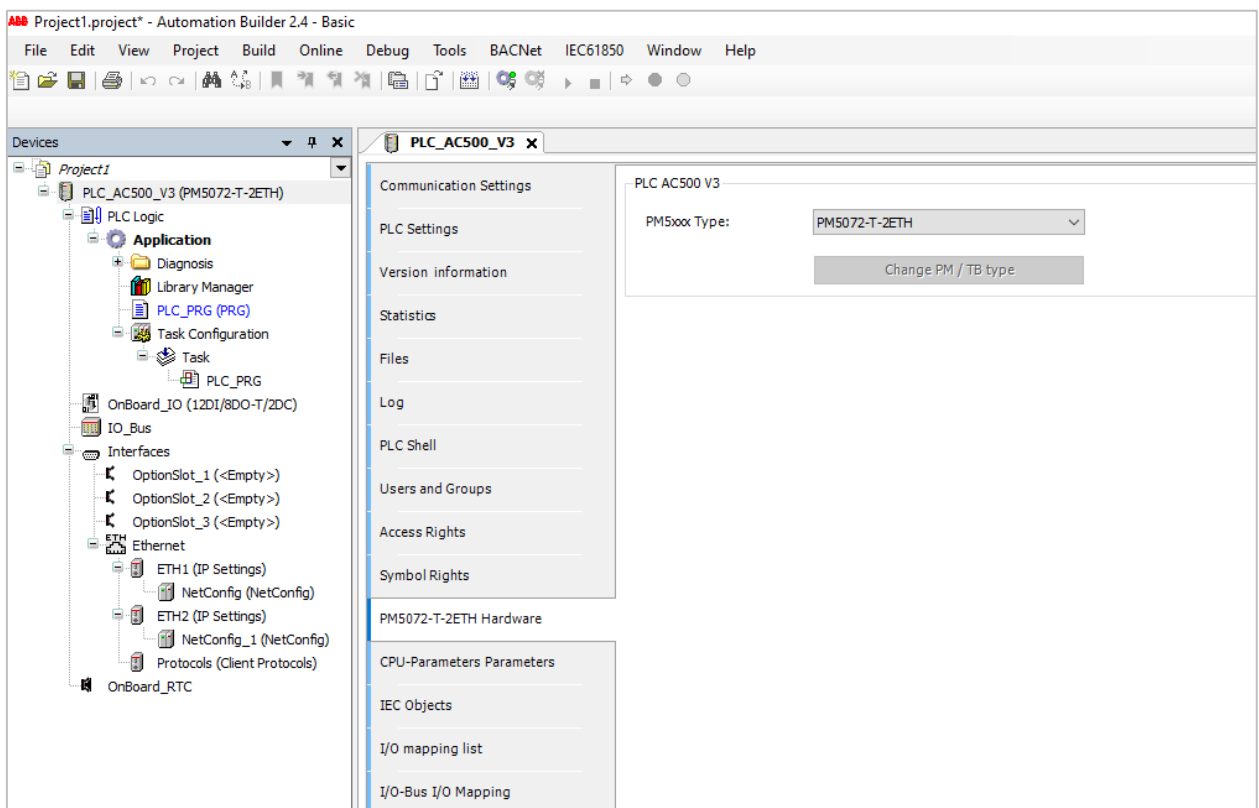 ABB Project1.project* - Automation Builder 2.4 - Basic
File Edit View Project Build Online Debug Tools BACNet IEC61850 Window Help
Devices
Project1
PLC_AC500_V3 (PM5072-T-2ETH)
PLC Logic
Application
Diagnosis
Library Manager
PLC_PRG (PRG)
Task Configuration
Task
PLC_PRG
OnBoard_IO (12DI/8DO-T/2DC)
IO_Bus
Interfaces
OptionSlot_1 (<Empty>)
OptionSlot_2 (<Empty>)
OptionSlot_3 (<Empty>)
ETH Ethernet
ETH1 (IP Settings)
NetConfig (NetConfig)
ETH2 (IP Settings)
NetConfig_1 (NetConfig)
Protocols (Client Protocols)
OnBoard_RTC
PLC_AC500_V3
Communication Settings
PLC Settings
Version information
Statistics
Files
Log
PLC Shell
Users and Groups
Access Rights
Symbol Rights
PM5072-T-2ETH Hardware
CPU-Parameters Parameters
IEC Objects
I/O mapping list
I/O-Bus I/O Mapping
PLC AC500 V3
PM5xxx Type: PM5072-T-2ETH
Change PM / TB type